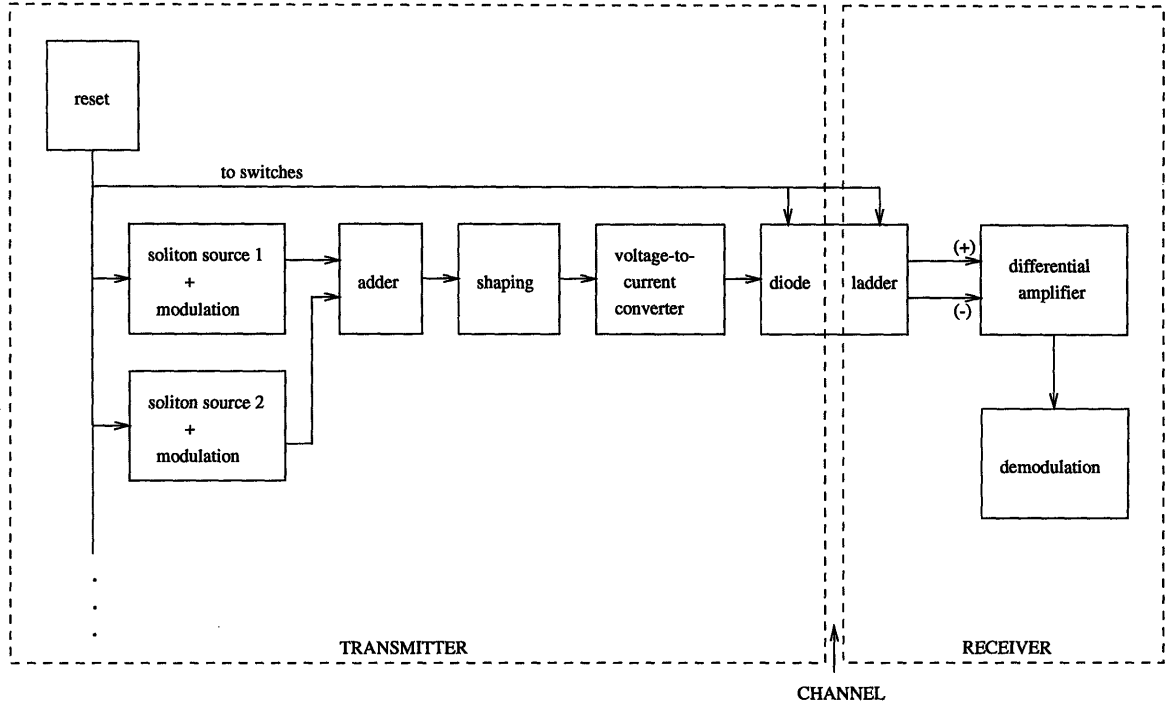 reset
to switches
soliton source 1
+
modulation
adder
shaping
voltage-to-
current
converter
diode
ladder
(+)
(-)
differential
amplifier
soliton source 2
+
modulation
demodulation
TRANSMITTER
RECEIVER
CHANNEL